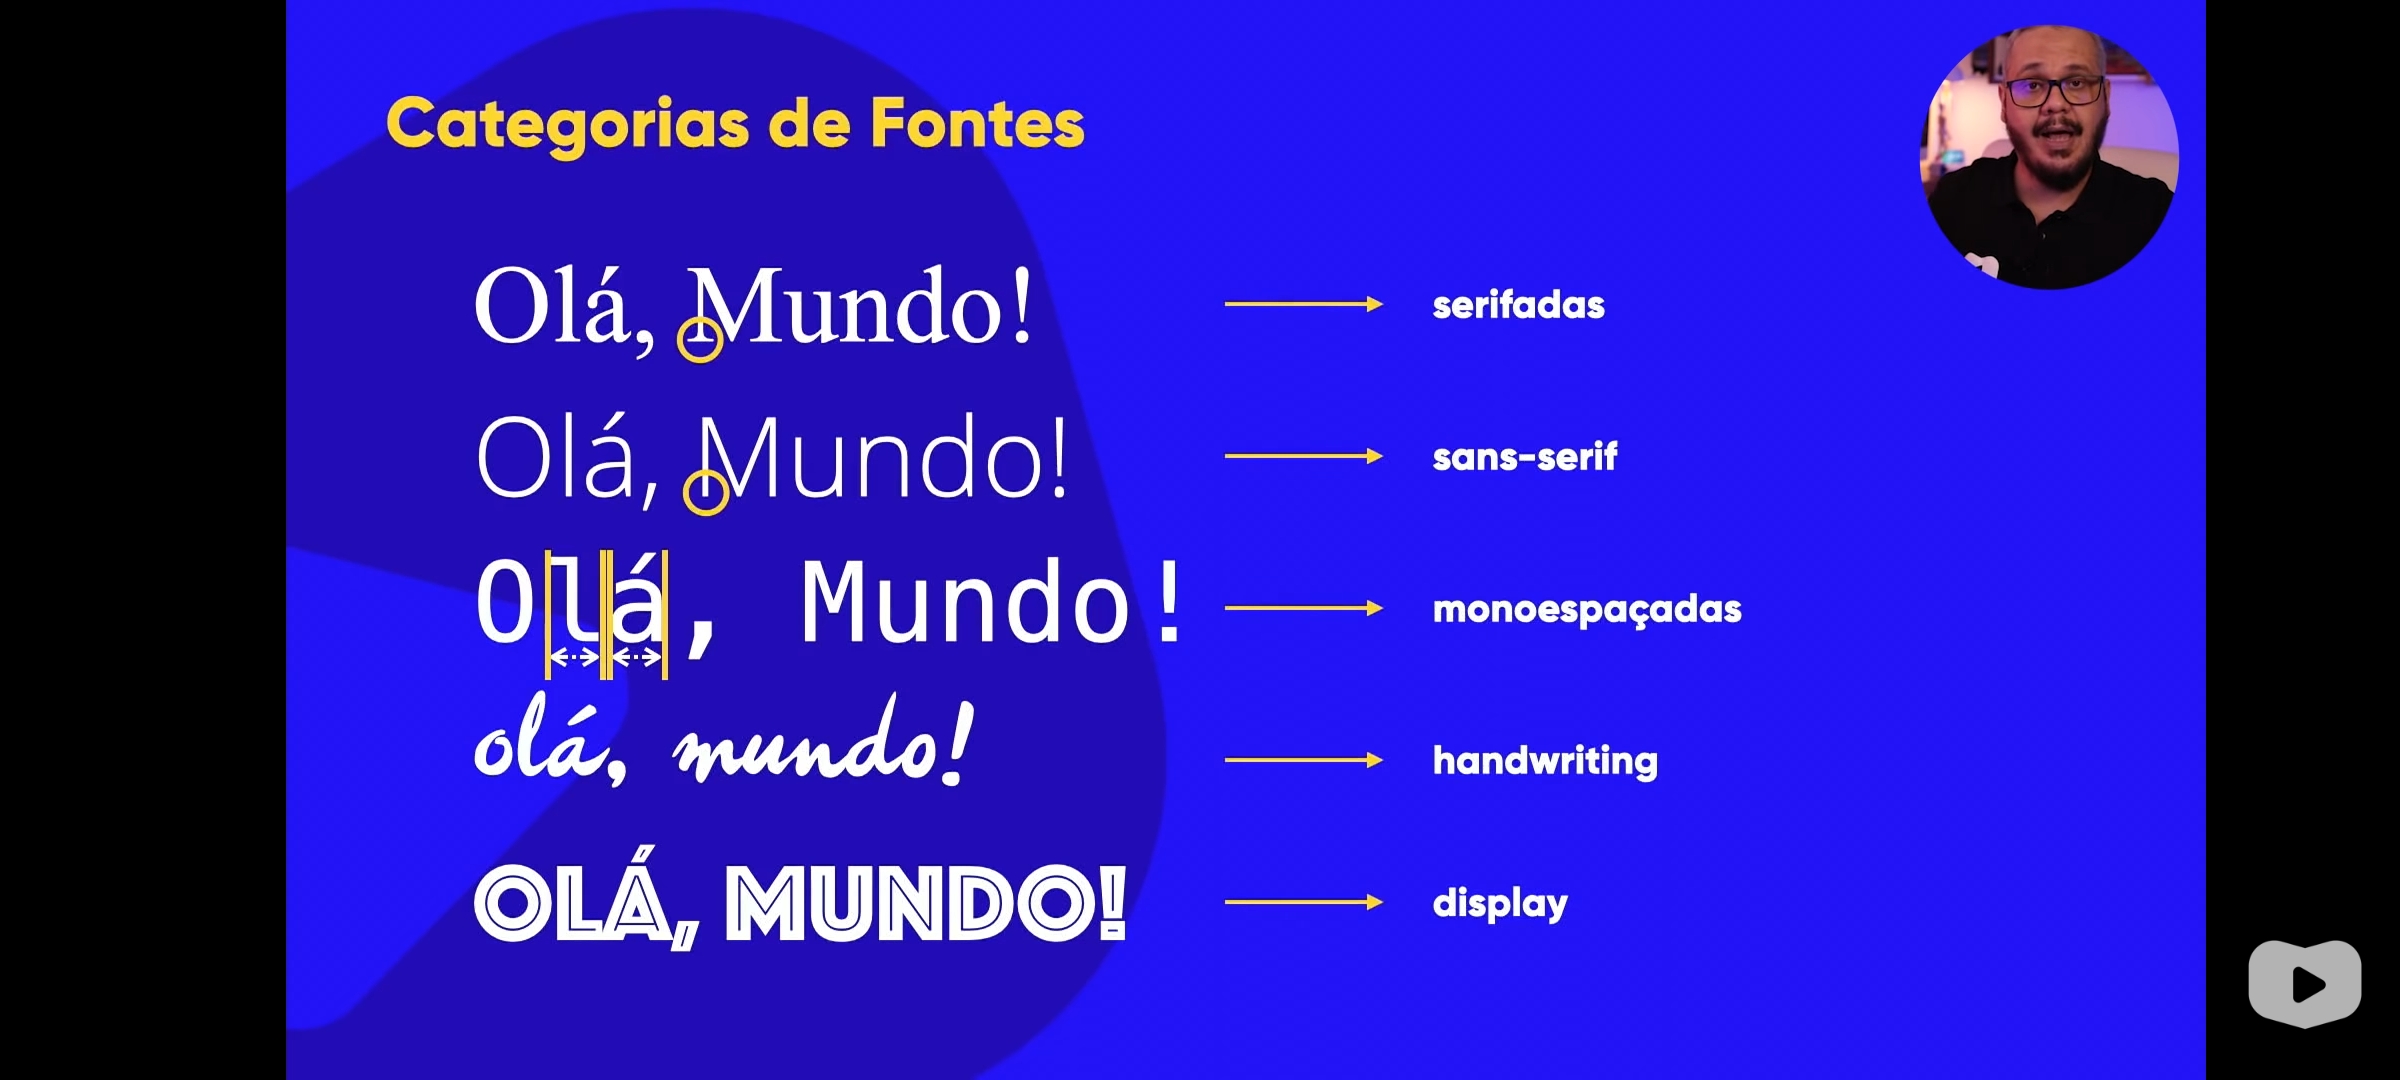 Categorias de Fontes
Olá, Mundo!
serifadas
Olá, Mundo!
sans-serif
Olá, Mundo!
monoespaçadas
olá, mundo!
handwriting
OLÁ, MUNDO!
display